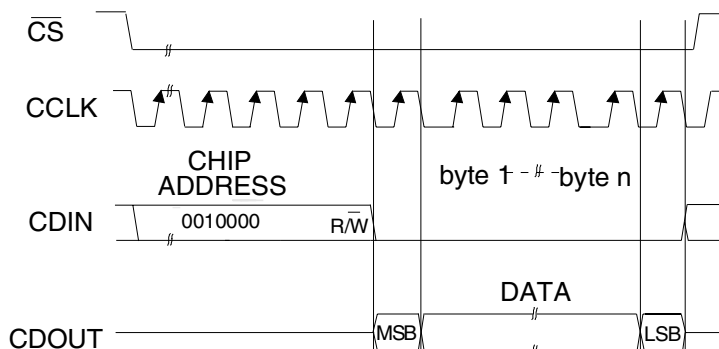 CS
CCLK
CHIP
ADDRESS
byte 1 byte n
CDIN
0010000 R/W
DATA
CDOUT
MSB
LSB